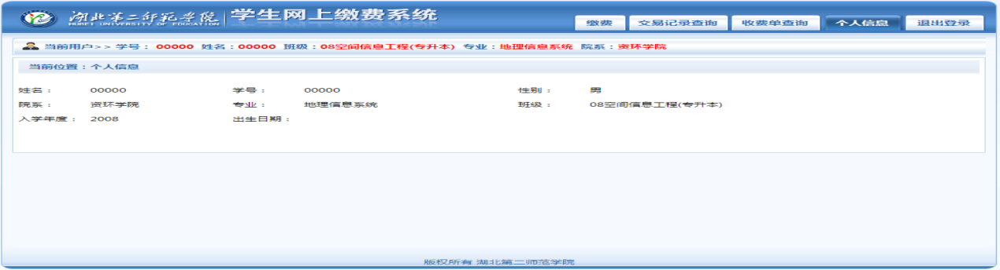 湖北第二师范学院 学生网上缴费系统
HUBEI UNIVERSITY OF EDUCATION
缴费 交易记录查询 收费单查询 个人信息 退出登录
当前用户>> 学号：00000 姓名：00000 班级：08空间信息工程(专升本) 专业：地理信息系统 院系：资环学院
当前位置：个人信息
姓名： 00000 学号： 00000 性别： 男
院系： 资环学院 专业： 地理信息系统 班级： 08空间信息工程(专升本)
入学年度： 2008 出生日期：
版权所有 湖北第二师范学院